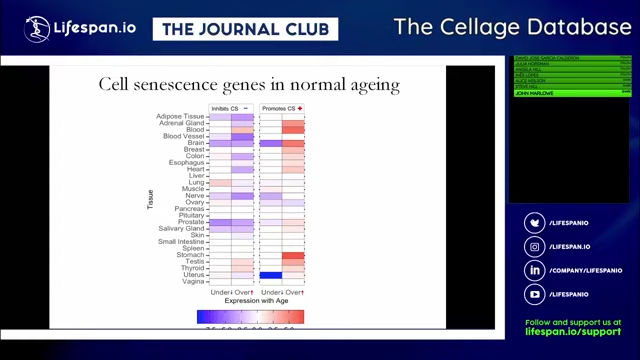 Lifespan.io
THE JOURNAL CLUB
The Cellage Database
Cell senescence genes in normal ageing
Inhibits CS −
Promotes CS +
Tissue
Adipose Tissue
Adrenal Gland
Blood
Blood Vessel
Brain
Breast
Colon
Esophagus
Heart
Liver
Lung
Muscle
Nerve
Ovary
Pancreas
Pituitary
Prostate
Salivary Gland
Skin
Small Intestine
Spleen
Stomach
Testis
Thyroid
Uterus
Vagina
Under↓ Over↑ Under↓ Over↑
Expression with Age
JOHN MARLOWE
/LIFESPANIO
/LIFESPAN.IO
/COMPANY/LIFESPANIO
/LIFESPANIO
Follow and support us at
lifespan.io/support